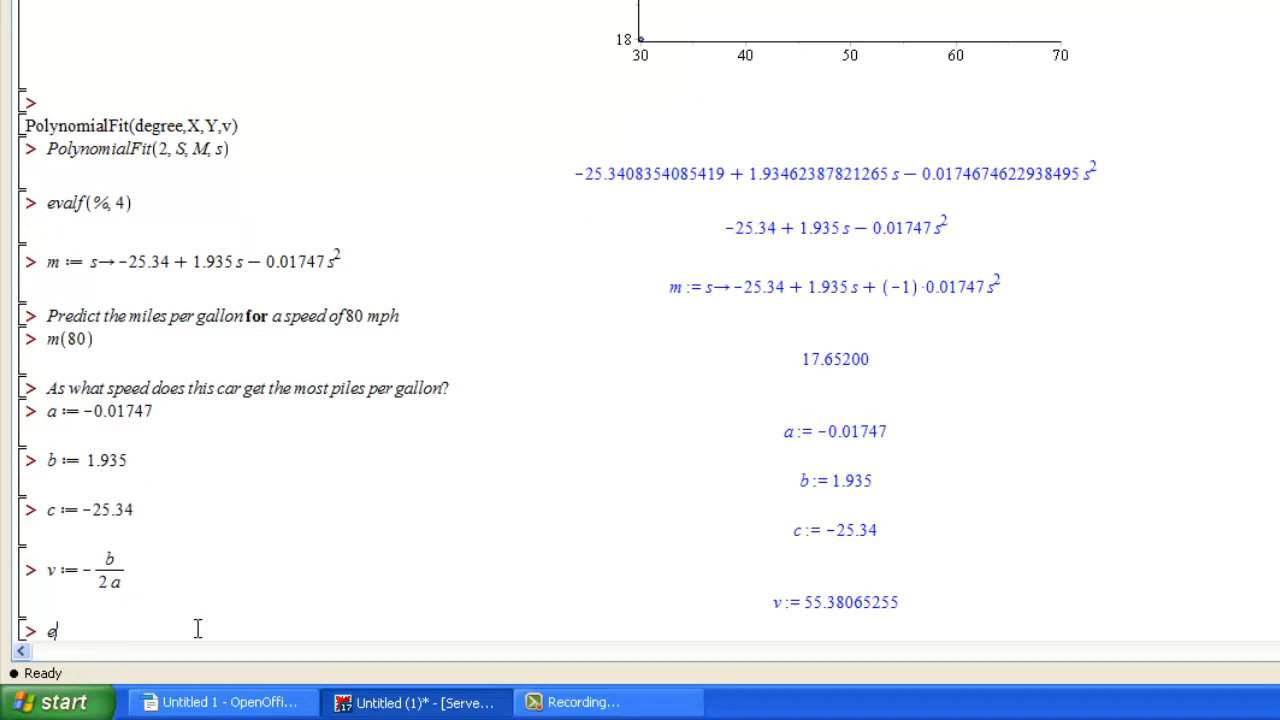 18
30 40 50 60 70
>
PolynomialFit(degree,X,Y,v)
> PolynomialFit(2, S, M, s)
-25.3408354085419 + 1.93462387821265 s - 0.0174674622938495 s²
> evalf(%, 4)
-25.34 + 1.935 s - 0.01747 s²
> m := s→-25.34 + 1.935 s - 0.01747 s²
m := s→-25.34 + 1.935 s + (-1)·0.01747 s²
> Predict the miles per gallon for a speed of 80 mph
> m(80)
17.65200
> As what speed does this car get the most piles per gallon?
> a := -0.01747
a := -0.01747
> b := 1.935
b := 1.935
> c := -25.34
c := -25.34
> v := - b / 2 a
v := 55.38065255
> e
Ready
start Untitled 1 - OpenOffi... Untitled (1)* - [Serve... Recording...